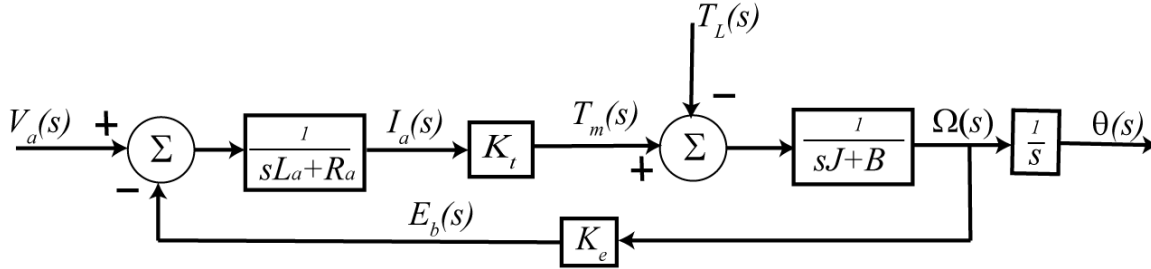 T_L(s)
V_a(s) + Σ 1/(sL_a+R_a) I_a(s) K_t T_m(s) + Σ − 1/(sJ+B) Ω(s) 1/s θ(s)
−
E_b(s) K_e